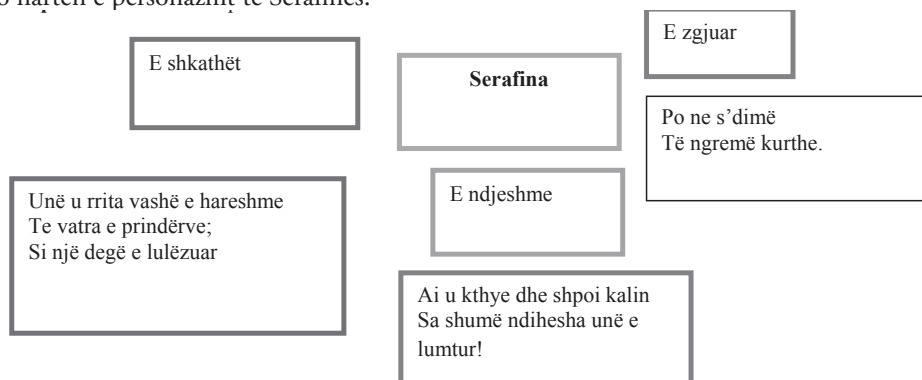 hartën e personazhit të Serafinës.
E shkathët
Serafina
E zgjuar
Po ne s’dimë
Të ngremë kurthe.
Unë u rrita vashë e hareshme
Te vatra e prindërve;
Si një degë e lulëzuar
E ndjeshme
Ai u kthye dhe shpoi kalin
Sa shumë ndihesha unë e
lumtur!